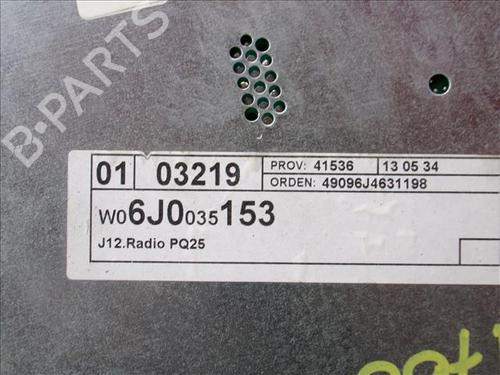 B-PARTS
01 03219 PROV: 41536 13 05 34
ORDEN: 49096J4631198
W06J0035153
J12.Radio PQ25